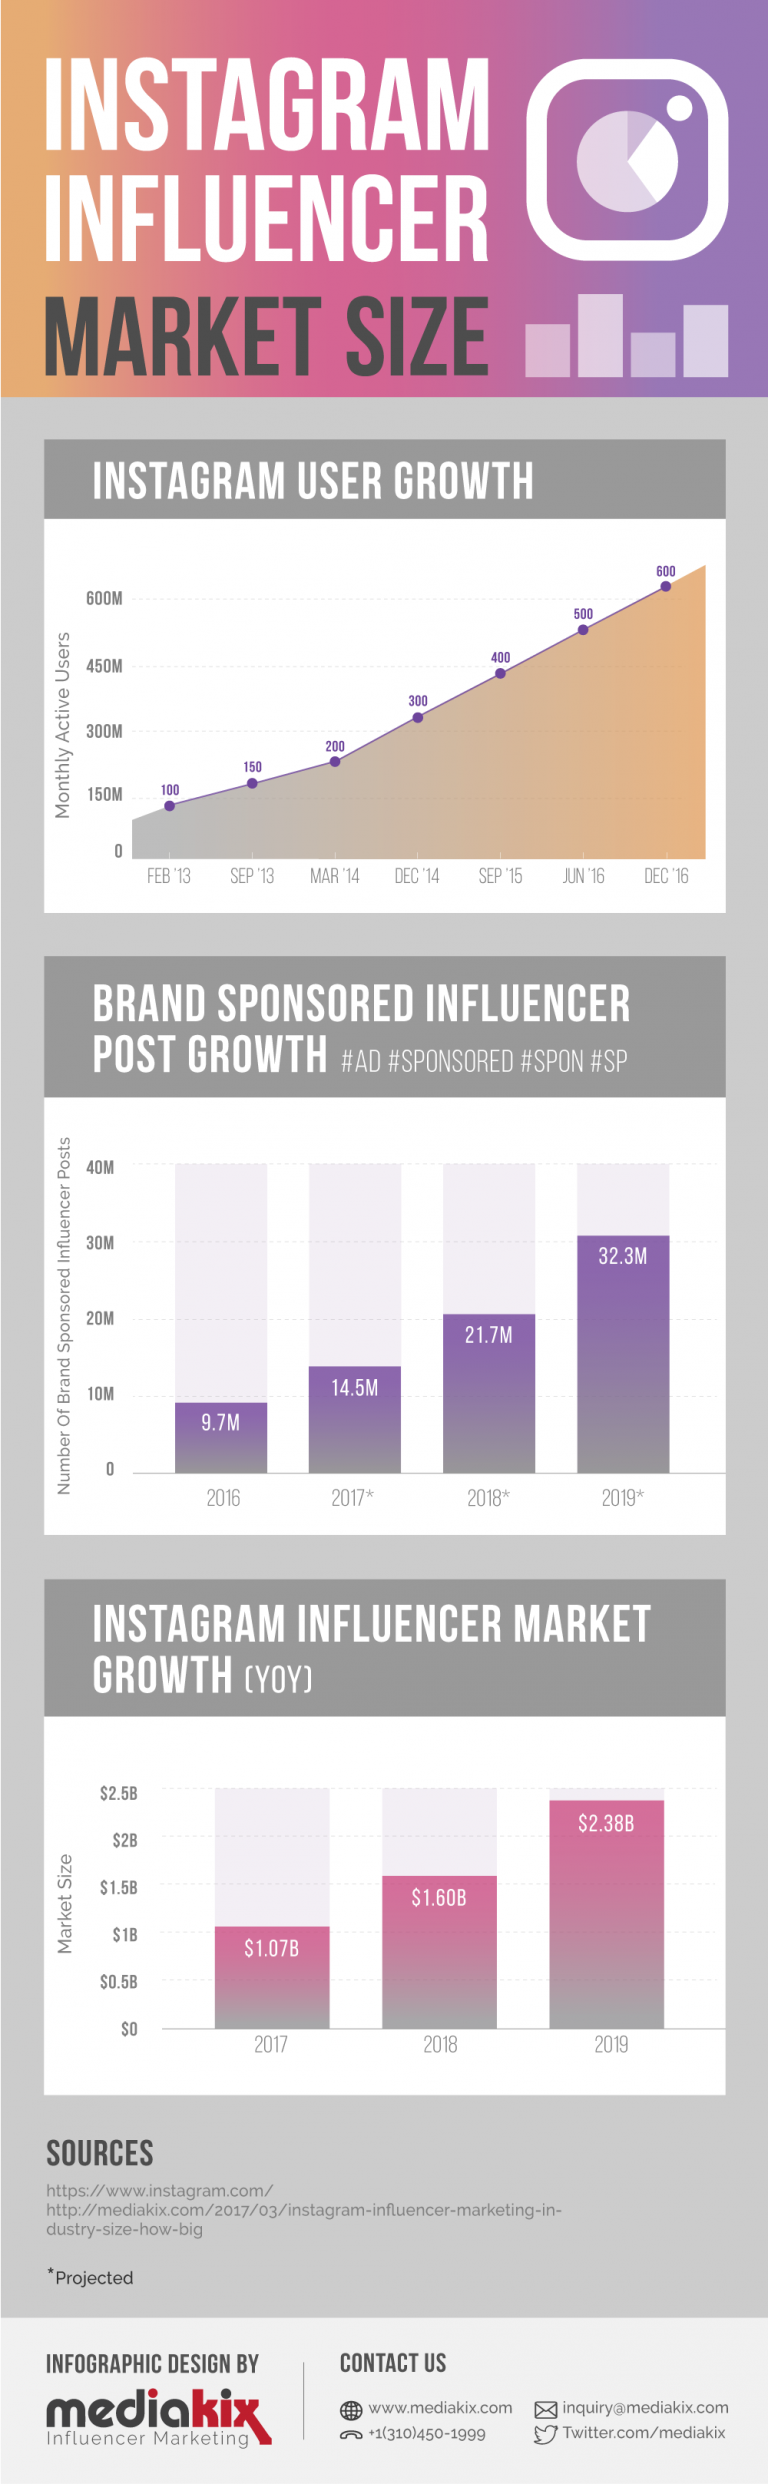 INSTAGRAM
INFLUENCER
MARKET SIZE
INSTAGRAM USER GROWTH
Monthly Active Users
600M
450M
300M
150M
0
100
150
200
300
400
500
600
FEB '13
SEP '13
MAR '14
DEC '14
SEP '15
JUN '16
DEC '16
BRAND SPONSORED INFLUENCER
POST GROWTH #AD #SPONSORED #SPON #SP
Number Of Brand Sponsored Influencer Posts
40M
30M
20M
10M
0
9.7M
14.5M
21.7M
32.3M
2016
2017*
2018*
2019*
INSTAGRAM INFLUENCER MARKET
GROWTH (YOY)
Market Size
$2.5B
$2B
$1.5B
$1B
$0.5B
$0
$1.07B
$1.60B
$2.38B
2017
2018
2019
SOURCES
https://www.instagram.com/
http://mediakix.com/2017/03/instagram-influencer-marketing-in-
dustry-size-how-big
*Projected
INFOGRAPHIC DESIGN BY
mediakix
Influencer Marketing
CONTACT US
www.mediakix.com
inquiry@mediakix.com
+1(310)450-1999
Twitter.com/mediakix